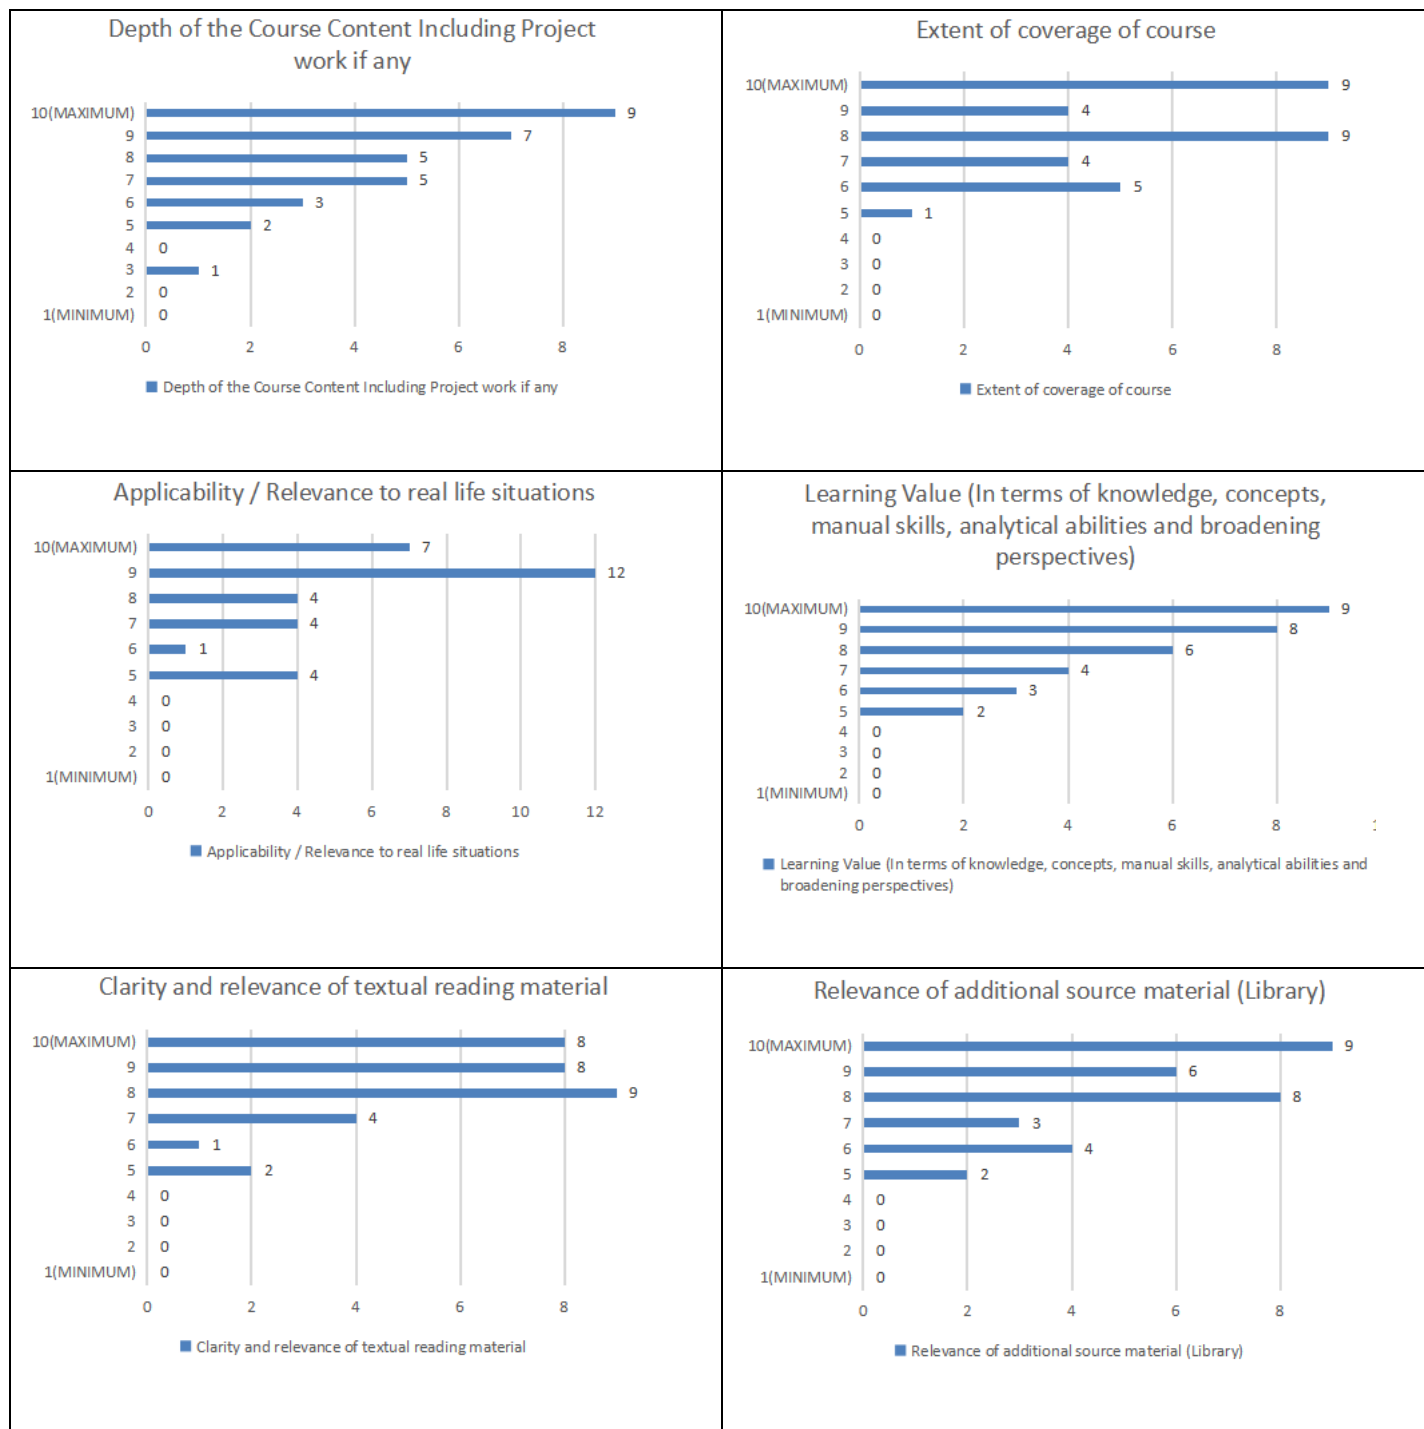 Depth of the Course Content Including Project
work if any
10(MAXIMUM) 9
9 7
8 5
7 5
6 3
5 2
4 0
3 1
2 0
1(MINIMUM) 0
0 2 4 6 8
Depth of the Course Content Including Project work if any
Extent of coverage of course
10(MAXIMUM) 9
9 4
8 9
7 4
6 5
5 1
4 0
3 0
2 0
1(MINIMUM) 0
0 2 4 6 8
Extent of coverage of course
Applicability / Relevance to real life situations
10(MAXIMUM) 7
9 12
8 4
7 4
6 1
5 4
4 0
3 0
2 0
1(MINIMUM) 0
0 2 4 6 8 10 12
Applicability / Relevance to real life situations
Learning Value (In terms of knowledge, concepts,
manual skills, analytical abilities and broadening
perspectives)
10(MAXIMUM) 9
9 8
8 6
7 4
6 3
5 2
4 0
3 0
2 0
1(MINIMUM) 0
0 2 4 6 8
Learning Value (In terms of knowledge, concepts, manual skills, analytical abilities and
broadening perspectives)
Clarity and relevance of textual reading material
10(MAXIMUM) 8
9 8
8 9
7 4
6 1
5 2
4 0
3 0
2 0
1(MINIMUM) 0
0 2 4 6 8
Clarity and relevance of textual reading material
Relevance of additional source material (Library)
10(MAXIMUM) 9
9 6
8 8
7 3
6 4
5 2
4 0
3 0
2 0
1(MINIMUM) 0
0 2 4 6 8
Relevance of additional source material (Library)